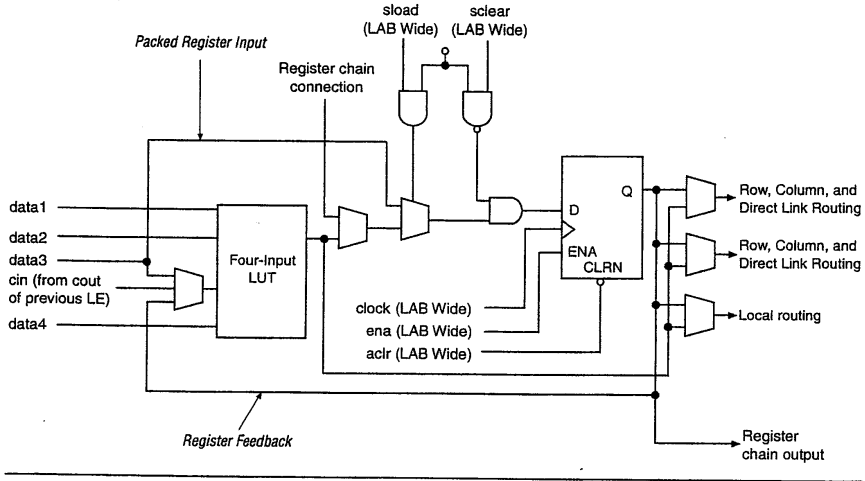 sload
(LAB Wide)
sclear
(LAB Wide)
Packed Register Input
Register chain
connection
data1
data2
data3
cin (from cout
of previous LE)
data4
Four-Input
LUT
Q
D
ENA
CLRN
clock (LAB Wide)
ena (LAB Wide)
aclr (LAB Wide)
Row, Column, and
Direct Link Routing
Row, Column, and
Direct Link Routing
Local routing
Register Feedback
Register
chain output